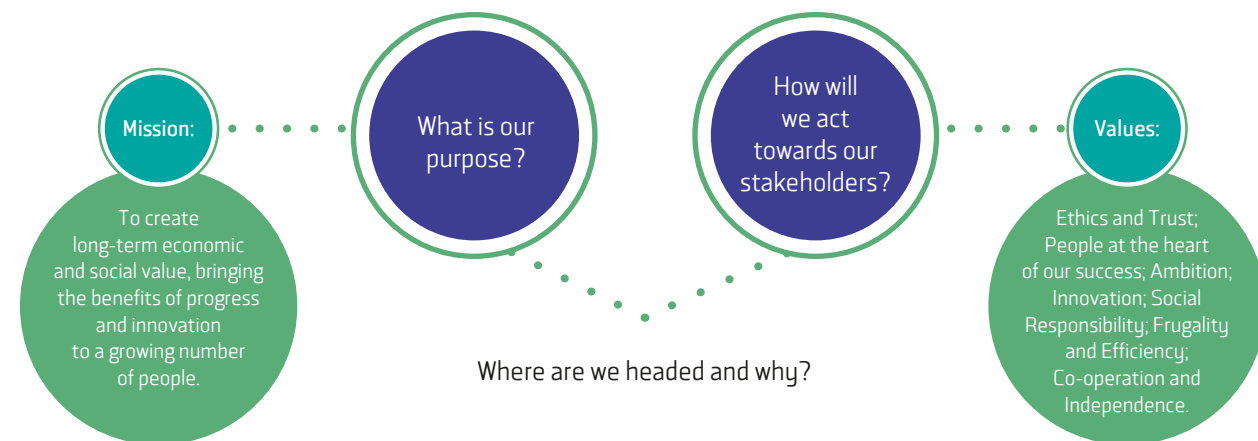 Mission:
What is our
purpose?
How will
we act
towards our
stakeholders?
Values:
To create
long-term economic
and social value, bringing
the benefits of progress
and innovation
to a growing number
of people.
Ethics and Trust;
People at the heart
of our success; Ambition;
Innovation; Social
Responsibility; Frugality
and Efficiency;
Co-operation and
Independence.
Where are we headed and why?